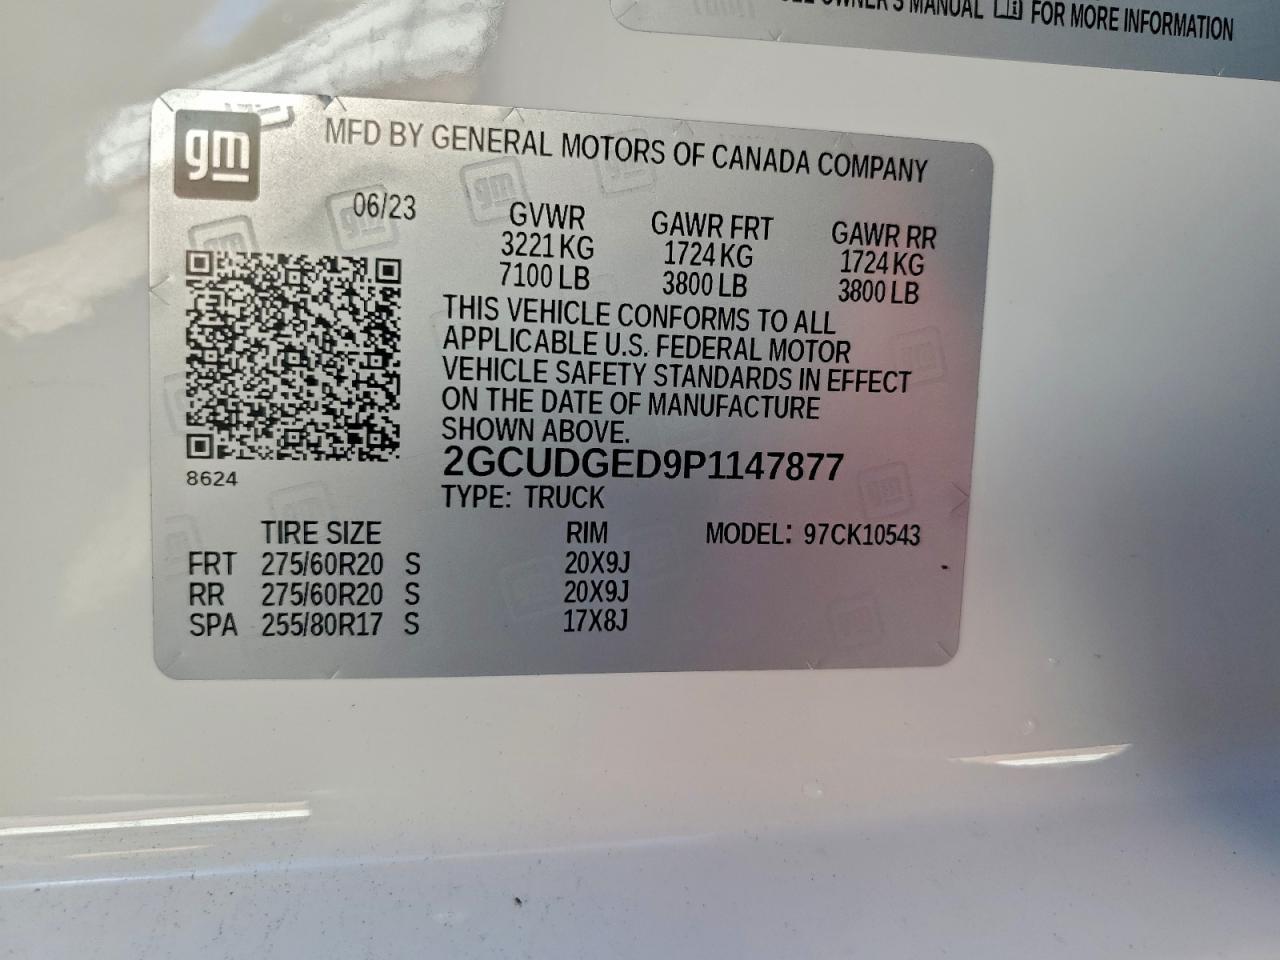 OWNER'S MANUAL FOR MORE INFORMATION
gm
MFD BY GENERAL MOTORS OF CANADA COMPANY
06/23
GVWR GAWR FRT GAWR RR
3221 KG 1724 KG 1724 KG
7100 LB 3800 LB 3800 LB
THIS VEHICLE CONFORMS TO ALL
APPLICABLE U.S. FEDERAL MOTOR
VEHICLE SAFETY STANDARDS IN EFFECT
ON THE DATE OF MANUFACTURE
SHOWN ABOVE.
2GCUDGED9P1147877
8624
TYPE: TRUCK
TIRE SIZE RIM MODEL: 97CK10543
FRT 275/60R20 S 20X9J
RR 275/60R20 S 20X9J
SPA 255/80R17 S 17X8J